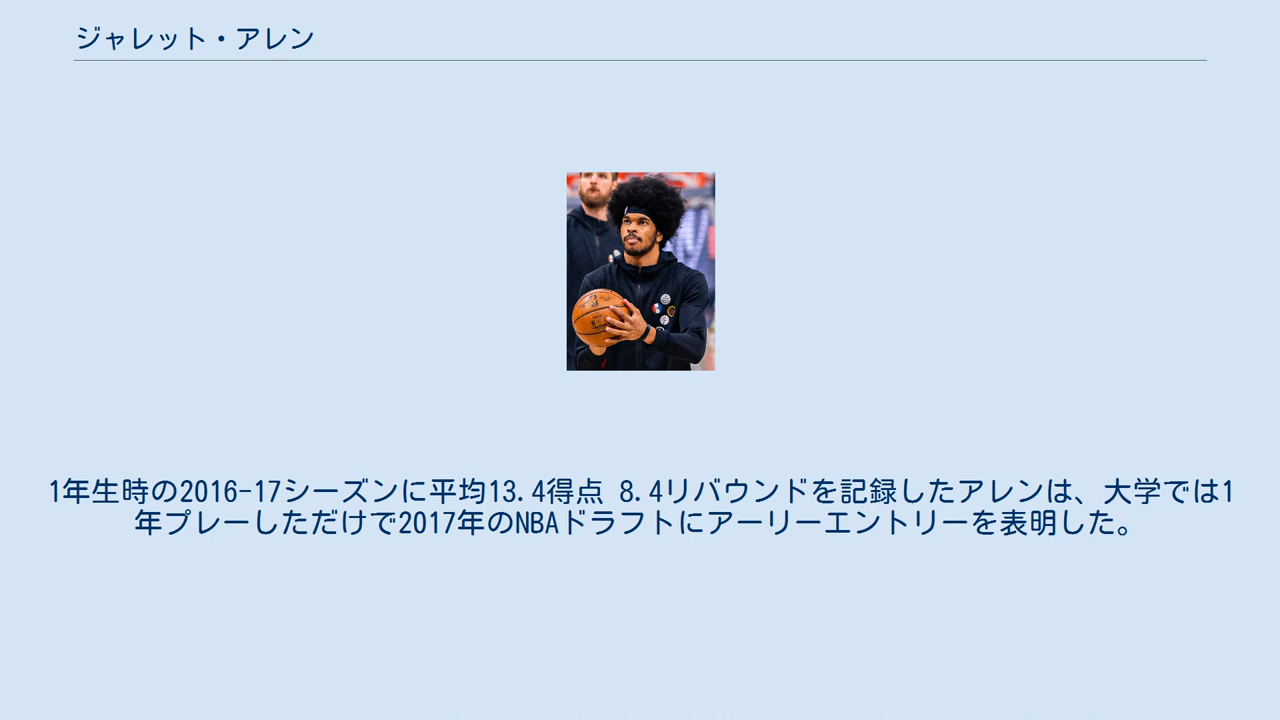 ジャレット・アレン
1年生時の2016-17シーズンに平均13.4得点 8.4リバウンドを記録したアレンは、大学では1
年プレーしただけで2017年のNBAドラフトにアーリーエントリーを表明した。